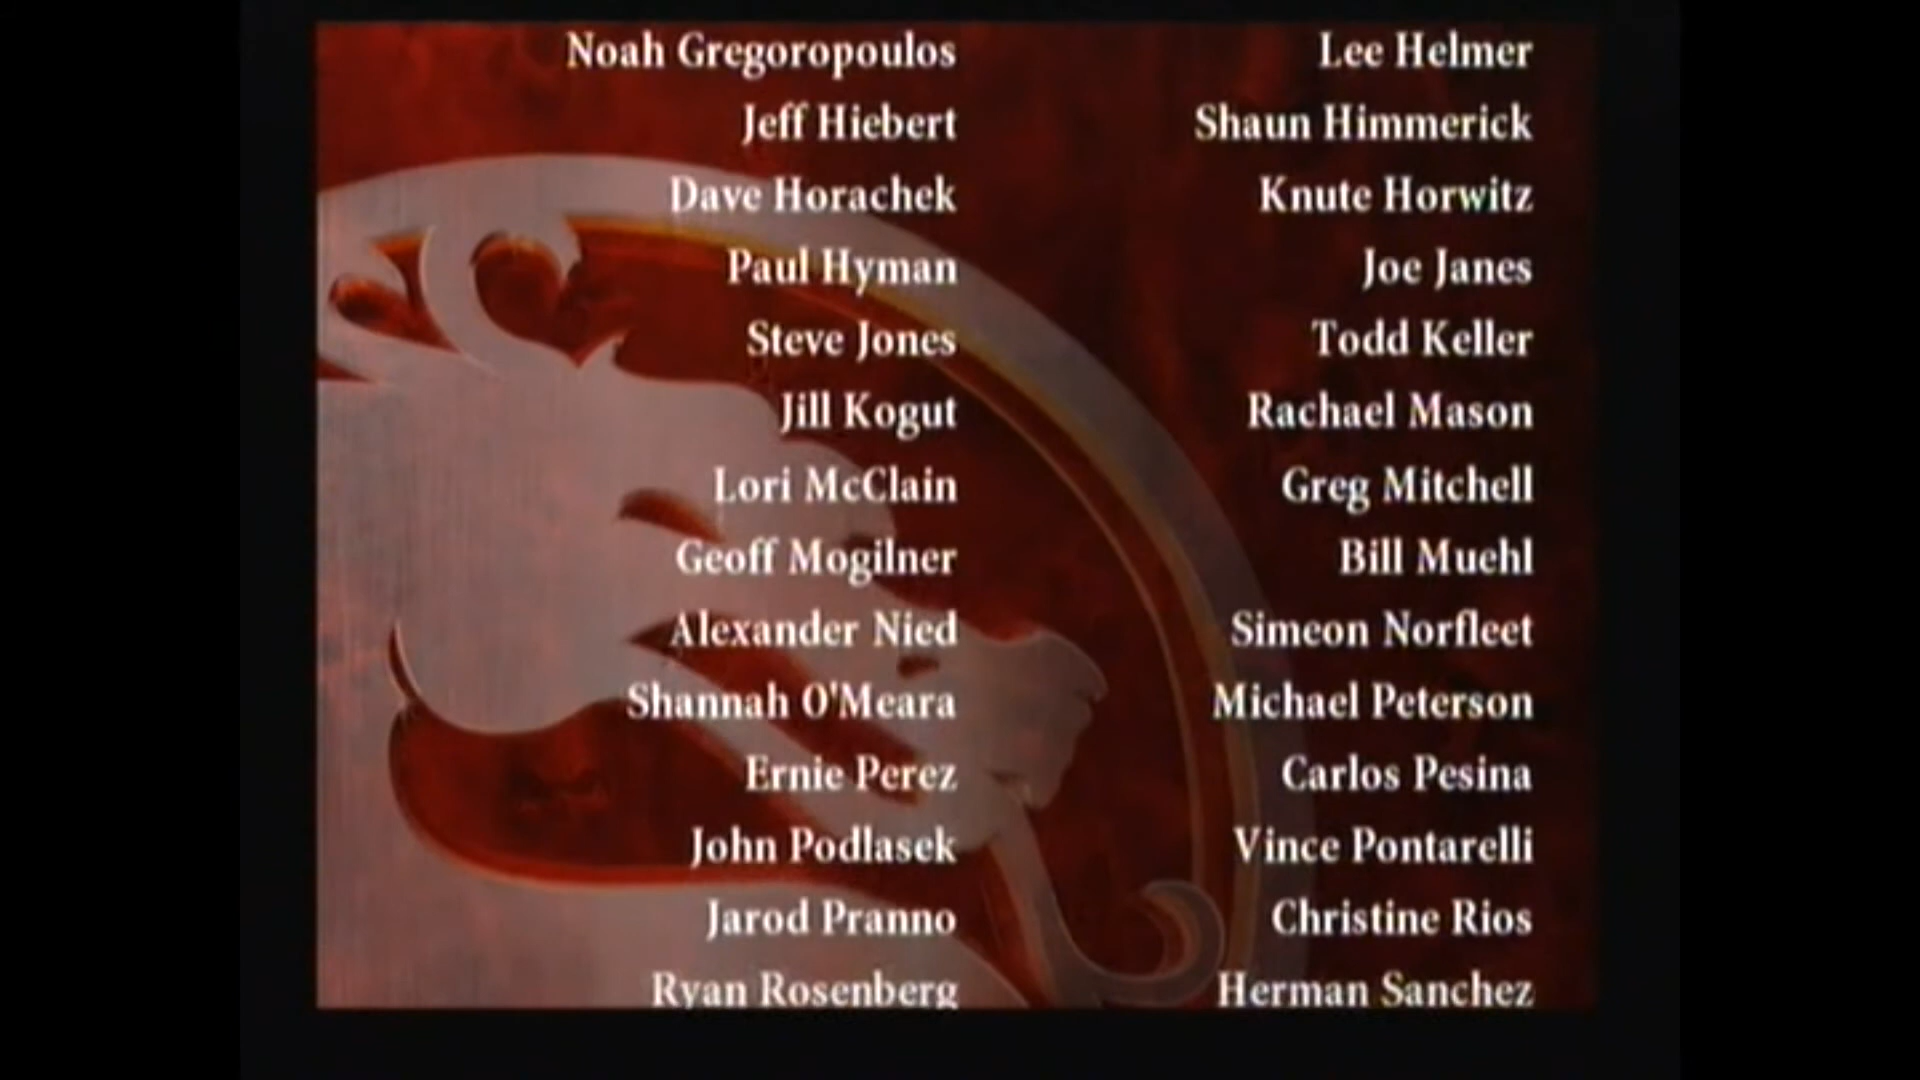 Noah Gregoropoulos Lee Helmer
Jeff Hiebert Shaun Himmerick
Dave Horachek Knute Horwitz
Paul Hyman Joe Janes
Steve Jones Todd Keller
Jill Kogut Rachael Mason
Lori McClain Greg Mitchell
Geoff Mogilner Bill Muehl
Alexander Nied Simeon Norfleet
Shannah O'Meara Michael Peterson
Ernie Perez Carlos Pesina
John Podlasek Vince Pontarelli
Jarod Pranno Christine Rios
Ryan Rosenberg Herman Sanchez